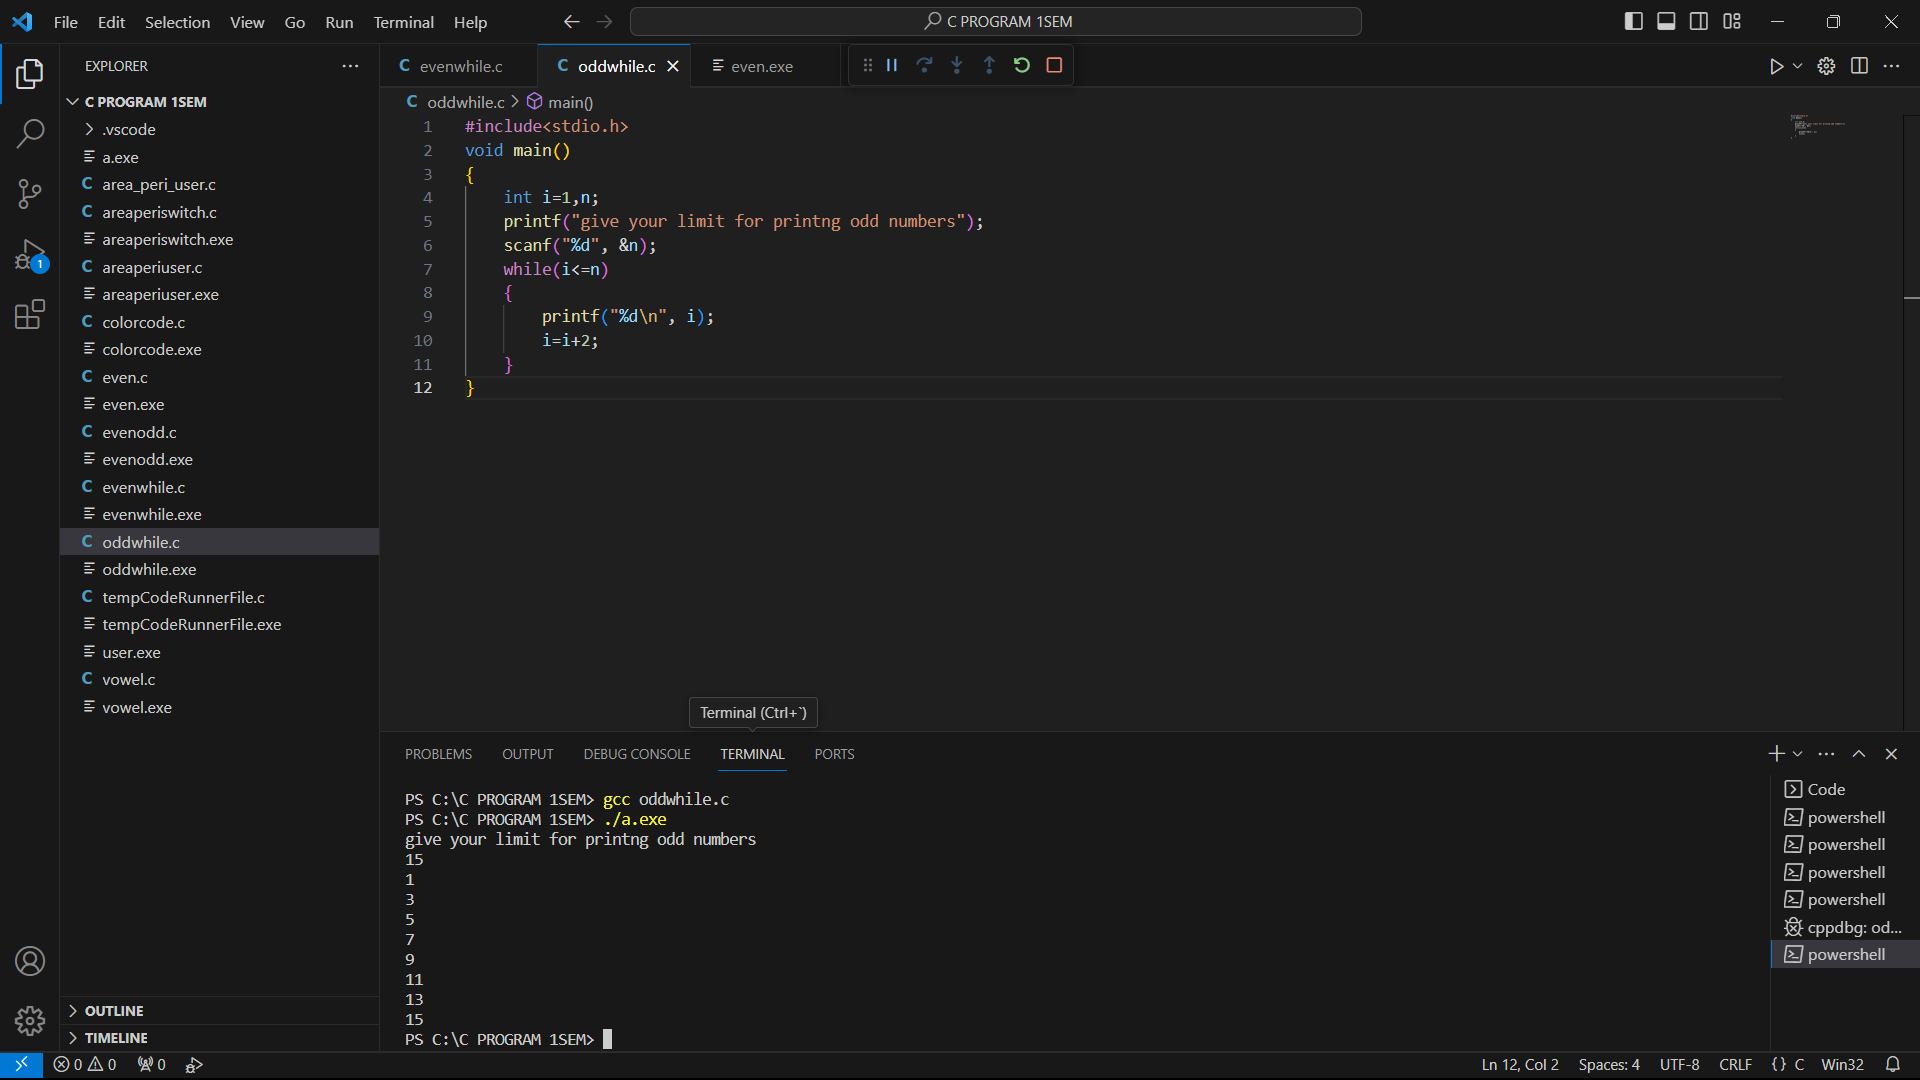 File Edit Selection View Go Run Terminal Help
C PROGRAM 1SEM
EXPLORER
C PROGRAM 1SEM
.vscode
a.exe
C area_peri_user.c
C areaperiswitch.c
areaperiswitch.exe
C areaperiuser.c
areaperiuser.exe
C colorcode.c
colorcode.exe
C even.c
even.exe
C evenodd.c
evenodd.exe
C evenwhile.c
evenwhile.exe
C oddwhile.c
oddwhile.exe
C tempCodeRunnerFile.c
tempCodeRunnerFile.exe
user.exe
C vowel.c
vowel.exe
OUTLINE
TIMELINE
1
C evenwhile.c
C oddwhile.c
even.exe
C oddwhile.c > main()
1 #include<stdio.h>
2 void main()
3 {
4 int i=1,n;
5 printf("give your limit for printng odd numbers");
6 scanf("%d", &n);
7 while(i<=n)
8 {
9 printf("%d\n", i);
10 i=i+2;
11 }
12 }
Terminal (Ctrl+`)
PROBLEMS OUTPUT DEBUG CONSOLE TERMINAL PORTS
PS C:\C PROGRAM 1SEM> gcc oddwhile.c
PS C:\C PROGRAM 1SEM> ./a.exe
give your limit for printng odd numbers
15
1
3
5
7
9
11
13
15
PS C:\C PROGRAM 1SEM>
Code
powershell
powershell
powershell
powershell
cppdbg: od...
powershell
0 0 0
Ln 12, Col 2 Spaces: 4 UTF-8 CRLF {} C Win32